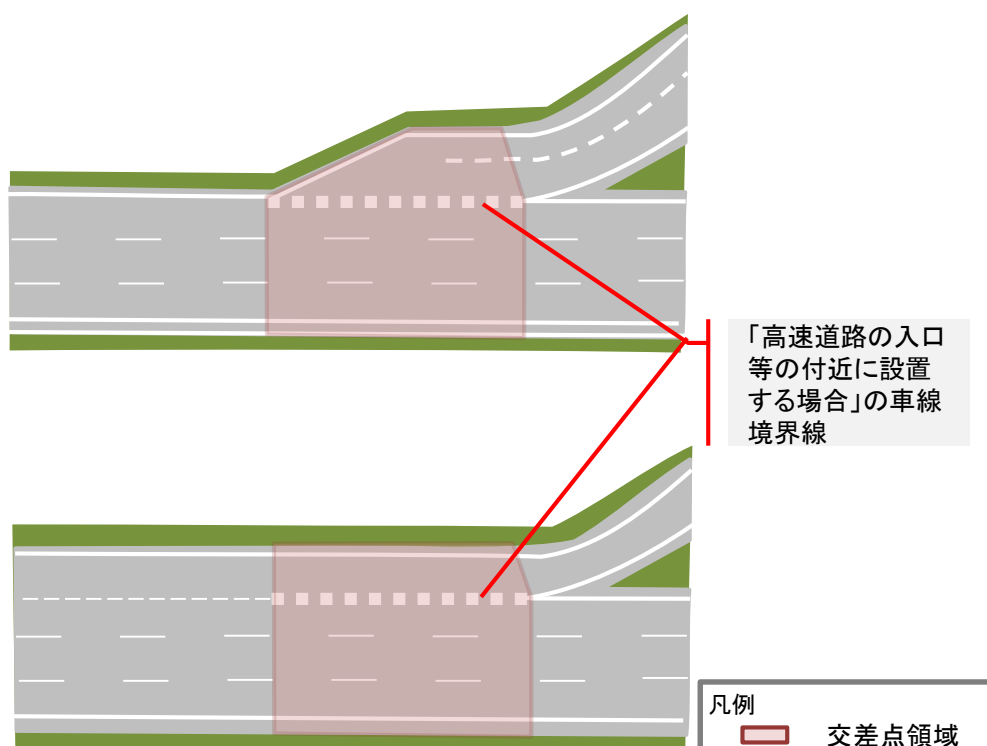 「高速道路の入口
等の付近に設置
する場合」の車線
境界線
凡例
交差点領域